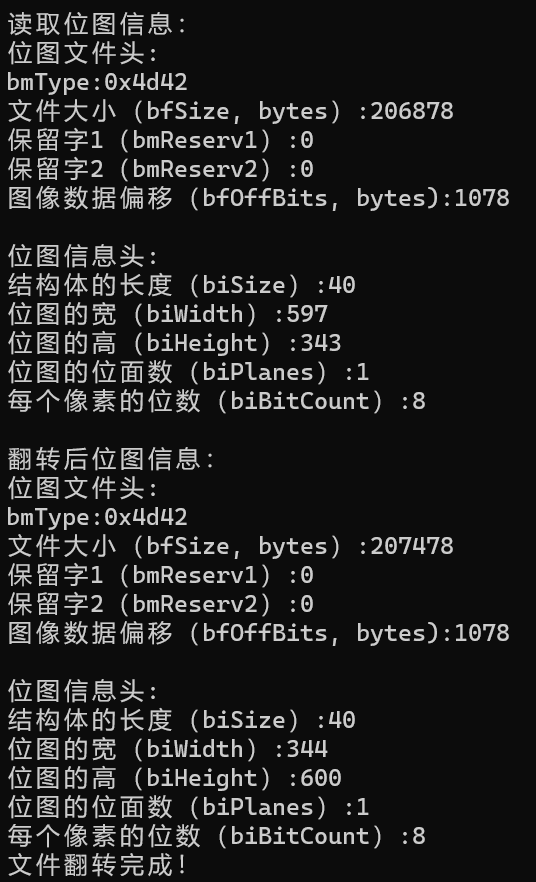 读取位图信息:
位图文件头:
bmType:0x4d42
文件大小 (bfSize, bytes) :206878
保留字1 (bmReserv1) :0
保留字2 (bmReserv2) :0
图像数据偏移 (bfOffBits, bytes):1078
位图信息头:
结构体的长度 (biSize) :40
位图的宽 (biWidth) :597
位图的高 (biHeight) :343
位图的位面数 (biPlanes) :1
每个像素的位数 (biBitCount) :8
翻转后位图信息:
位图文件头:
bmType:0x4d42
文件大小 (bfSize, bytes) :207478
保留字1 (bmReserv1) :0
保留字2 (bmReserv2) :0
图像数据偏移 (bfOffBits, bytes):1078
位图信息头:
结构体的长度 (biSize) :40
位图的宽 (biWidth) :344
位图的高 (biHeight) :600
位图的位面数 (biPlanes) :1
每个像素的位数 (biBitCount) :8
文件翻转完成!